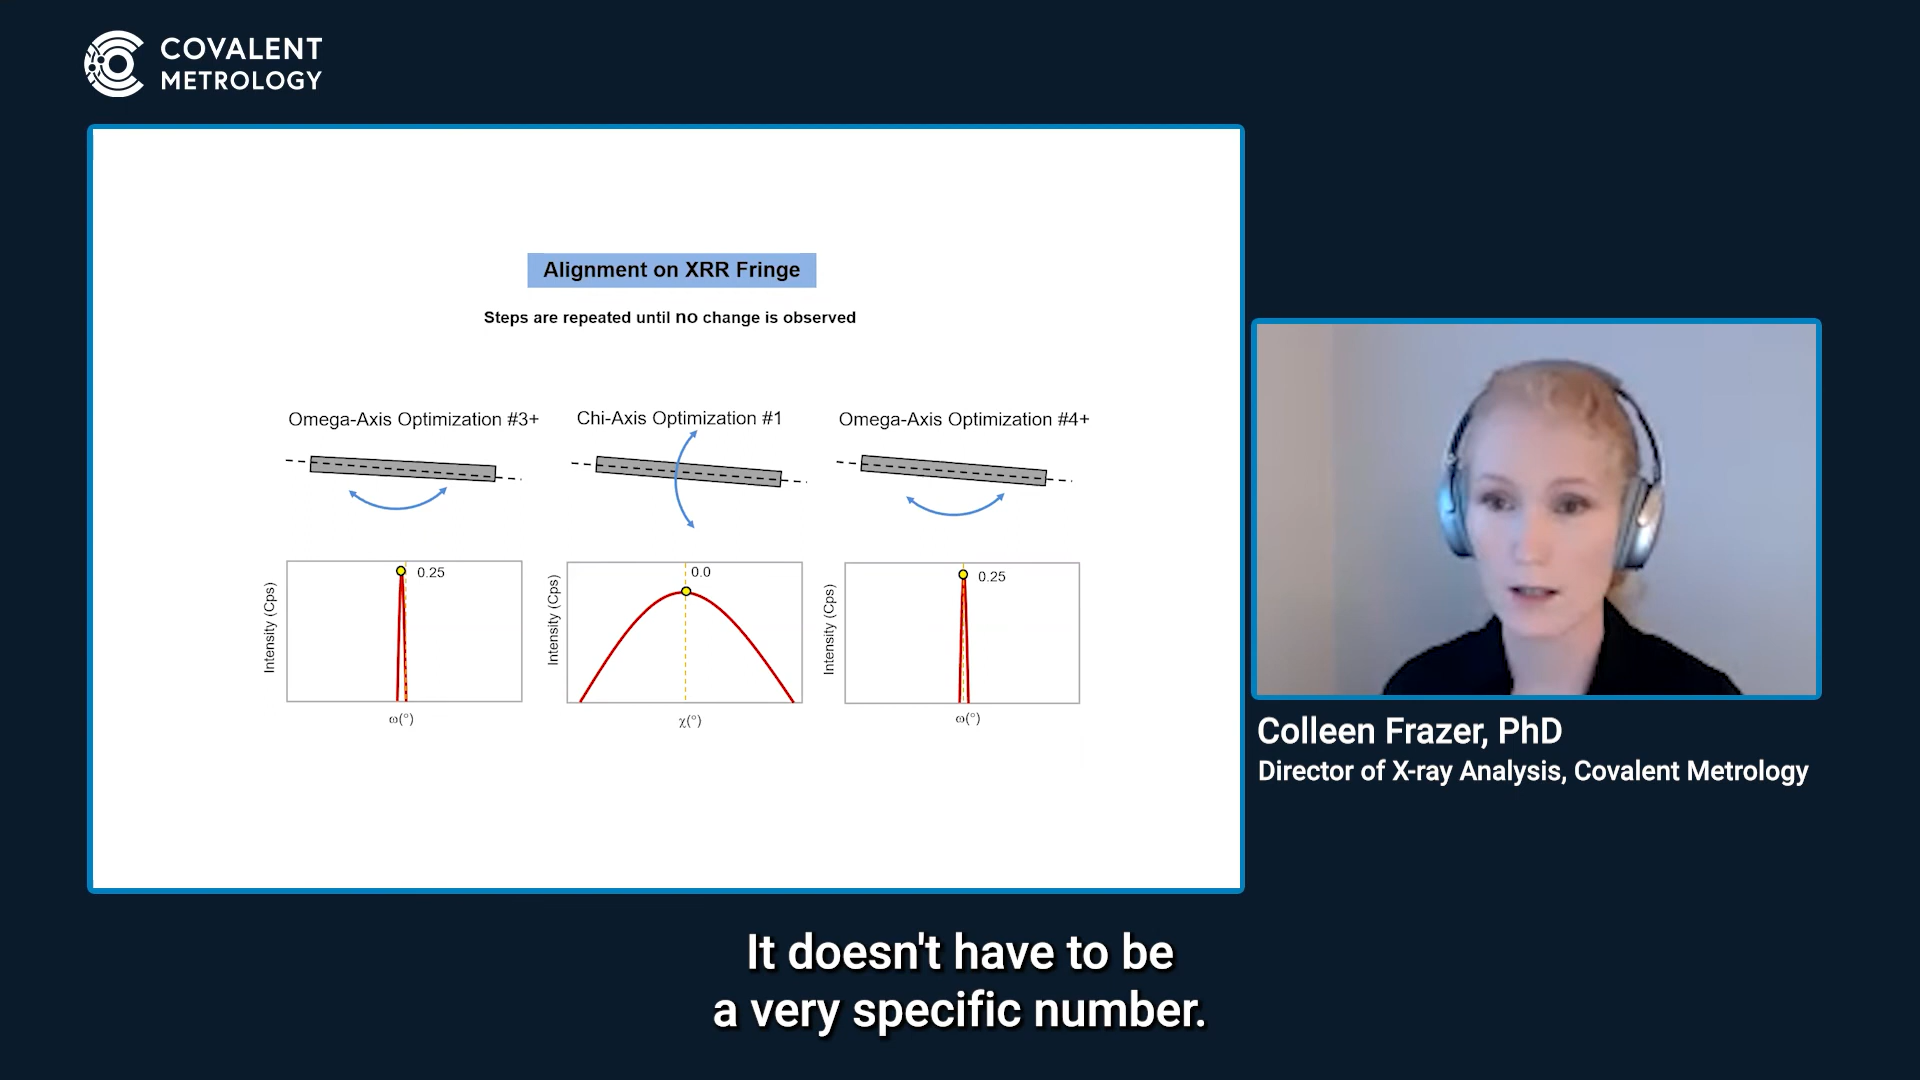 COVALENT
METROLOGY
Alignment on XRR Fringe
Steps are repeated until no change is observed
Omega-Axis Optimization #3+
Chi-Axis Optimization #1
Omega-Axis Optimization #4+
Intensity (Cps)
0.25
ω(°)
Intensity (Cps)
0.0
χ(°)
Intensity (Cps)
0.25
ω(°)
Colleen Frazer, PhD
Director of X-ray Analysis, Covalent Metrology
It doesn't have to be
a very specific number.